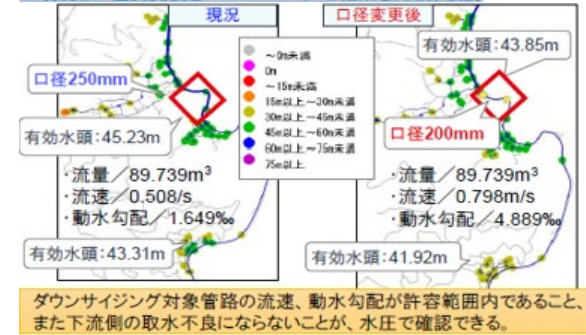 現況
口径変更後
有効水頭:43.85m
口径250mm
~0m未満
0m
~15m未満
15m以上~30m未満
30m以上~45m未満
45m以上~60m未満
60m以上~75m未満
75m以上
口径200mm
有効水頭:45.23m
・流量/89.739m³
・流速/0.508/s
・動水勾配/1.649‰
・流量/89.739m³
・流速/0.798m/s
・動水勾配/4.889‰
有効水頭:43.31m
有効水頭:41.92m
ダウンサイジング対象管路の流速、動水勾配が許容範囲内であること、
また下流側の取水不良にならないことが、水圧で確認できる。